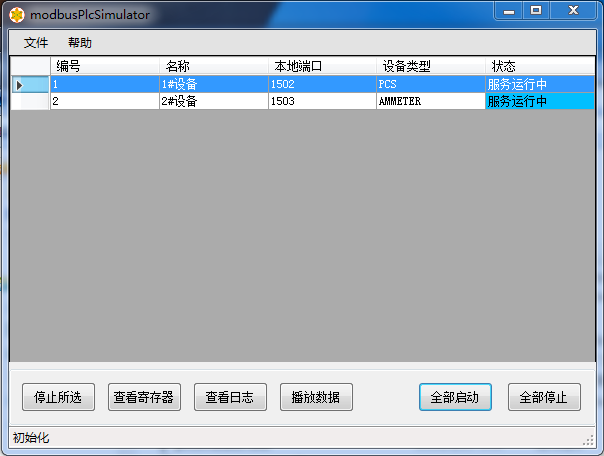 modbusPlcSimulator
文件 帮助
编号 名称 本地端口 设备类型 状态
1 1#设备 1502 PCS 服务运行中
2 2#设备 1503 AMMETER 服务运行中
停止所选 查看寄存器 查看日志 播放数据 全部启动 全部停止
初始化